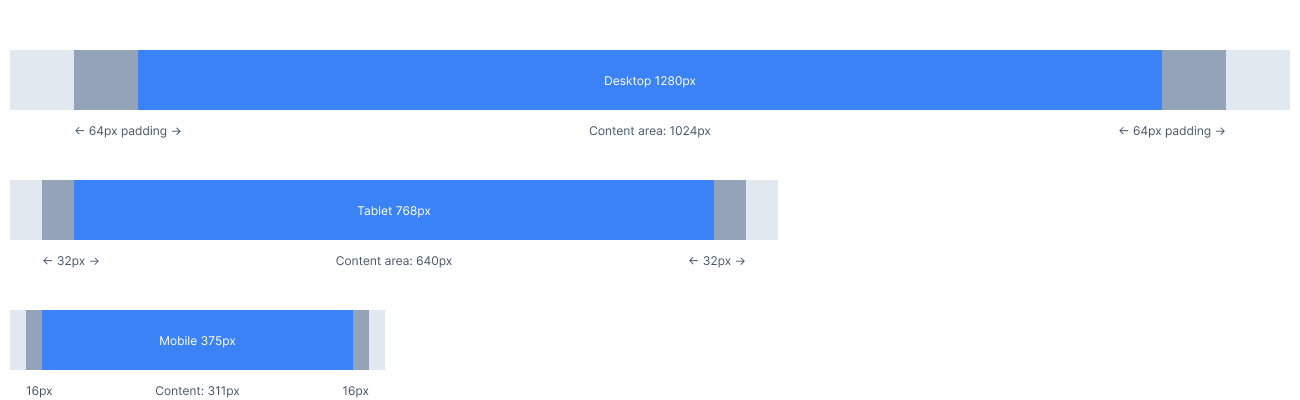 Desktop 1280px
← 64px padding →
Content area: 1024px
← 64px padding →
Tablet 768px
← 32px →
Content area: 640px
← 32px →
Mobile 375px
16px
Content: 311px
16px